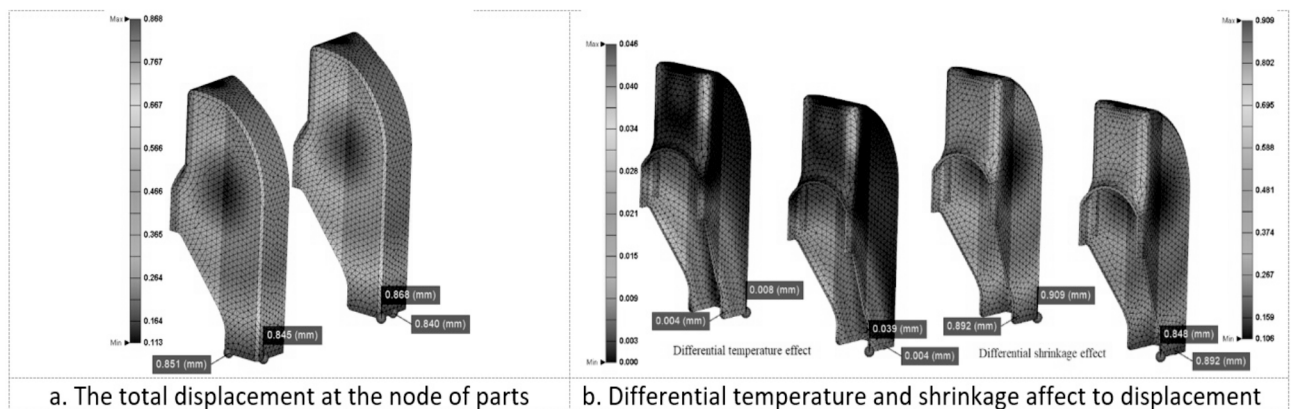 Max
0.868
0.767
0.667
0.566
0.466
0.365
0.264
0.164
Min
0.113
0.868 (mm)
0.840 (mm)
0.845 (mm)
0.851 (mm)
a. The total displacement at the node of parts
Max
0.046
0.040
0.034
0.028
0.021
0.015
0.009
0.003
Min
0.000
0.008 (mm)
0.004 (mm)
0.039 (mm)
0.004 (mm)
Differential temperature effect
Max
0.909
0.802
0.695
0.588
0.481
0.374
0.267
0.159
Min
0.106
0.909 (mm)
0.892 (mm)
0.848 (mm)
0.892 (mm)
Differential shrinkage effect
b. Differential temperature and shrinkage affect to displacement